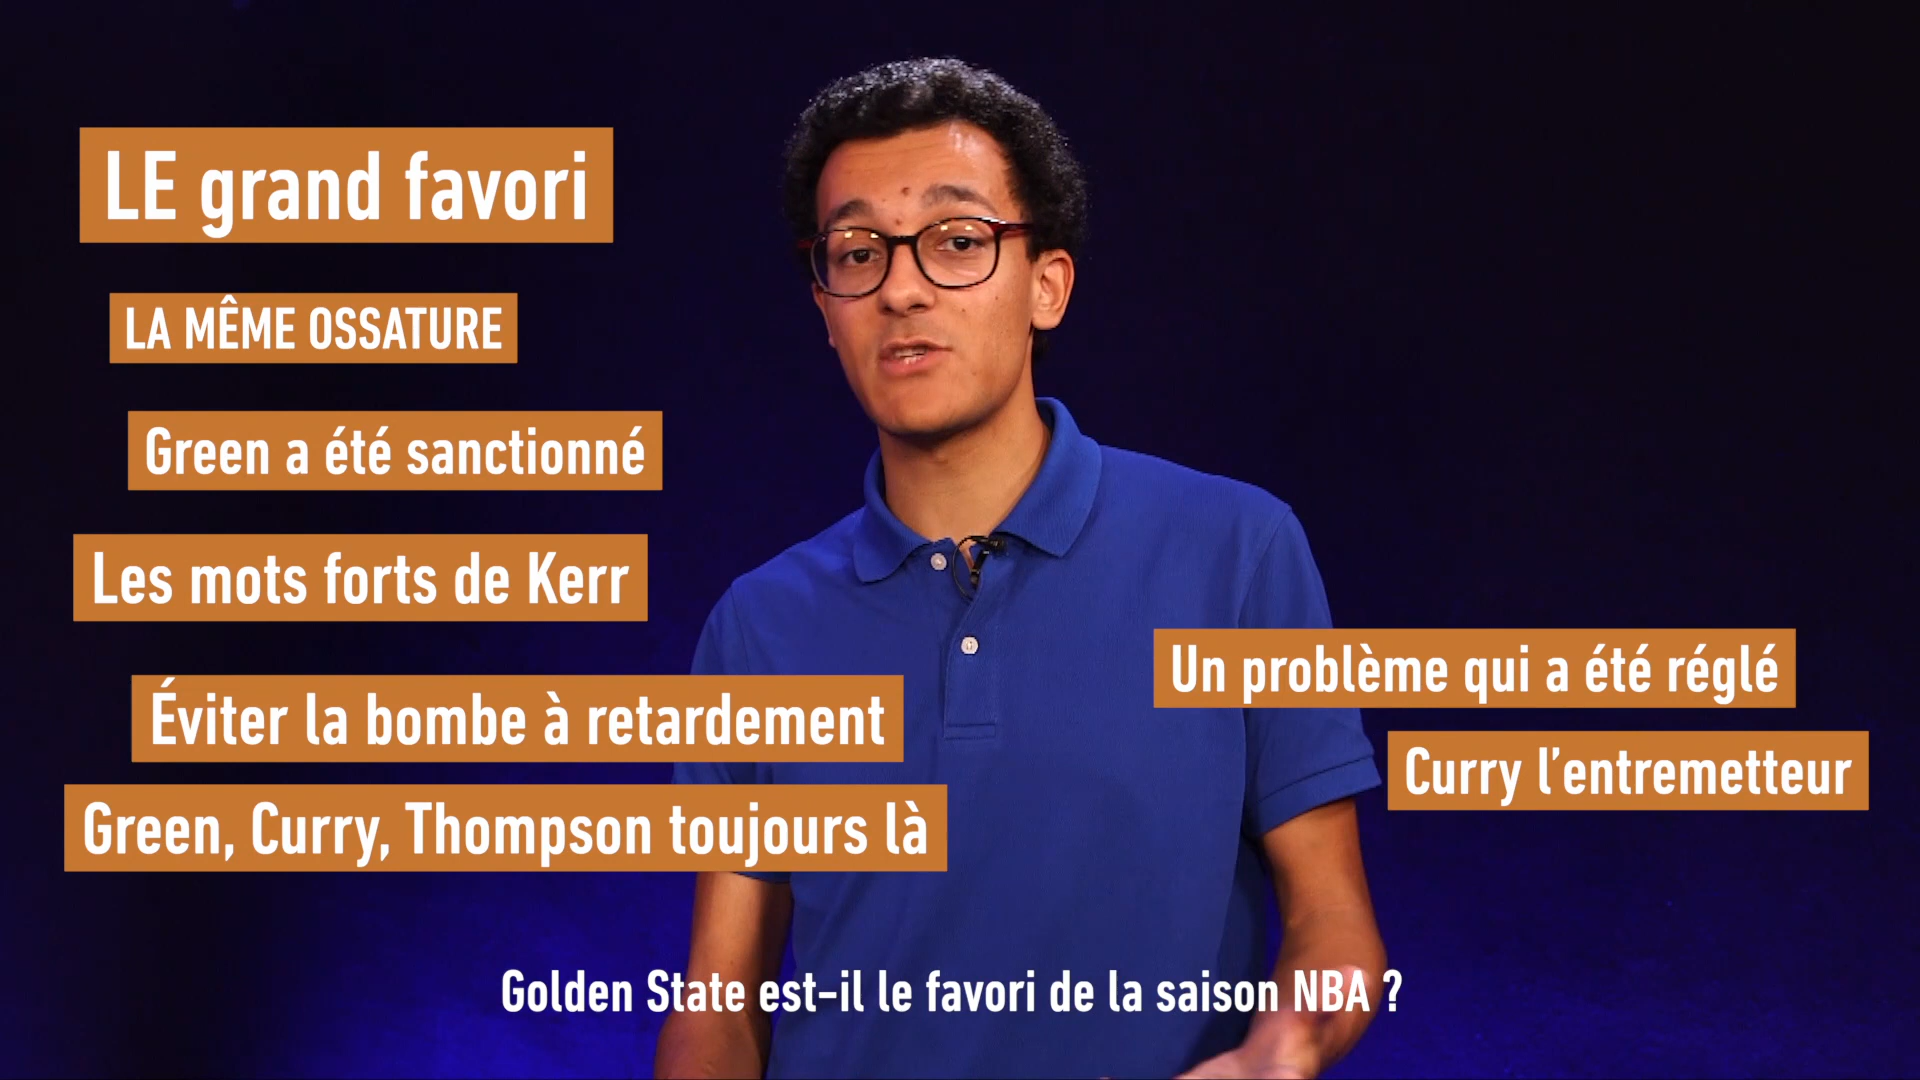 LE grand favori
LA MÊME OSSATURE
Green a été sanctionné
Les mots forts de Kerr
Éviter la bombe à retardement
Green, Curry, Thompson toujours là
Un problème qui a été réglé
Curry l’entremetteur
Golden State est-il le favori de la saison NBA ?